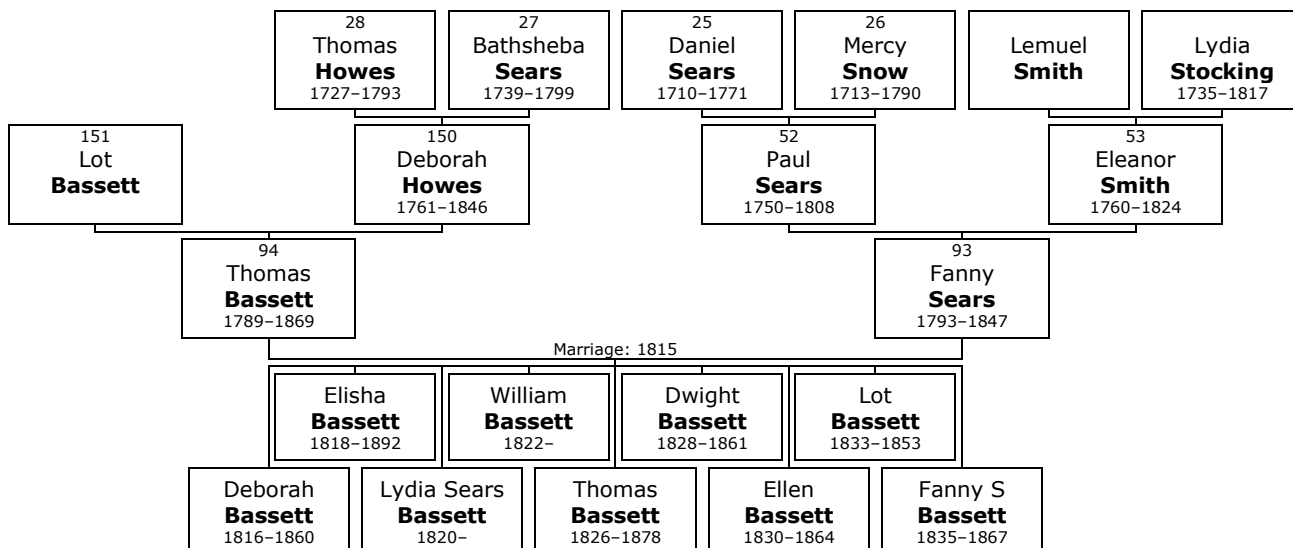 28
Thomas
Howes
1727–1793
27
Bathsheba
Sears
1739–1799
25
Daniel
Sears
1710–1771
26
Mercy
Snow
1713–1790
Lemuel
Smith
Lydia
Stocking
1735–1817
151
Lot
Bassett
150
Deborah
Howes
1761–1846
52
Paul
Sears
1750–1808
53
Eleanor
Smith
1760–1824
94
Thomas
Bassett
1789–1869
93
Fanny
Sears
1793–1847
Marriage: 1815
Elisha
Bassett
1818–1892
William
Bassett
1822–
Dwight
Bassett
1828–1861
Lot
Bassett
1833–1853
Deborah
Bassett
1816–1860
Lydia Sears
Bassett
1820–
Thomas
Bassett
1826–1878
Ellen
Bassett
1830–1864
Fanny S
Bassett
1835–1867